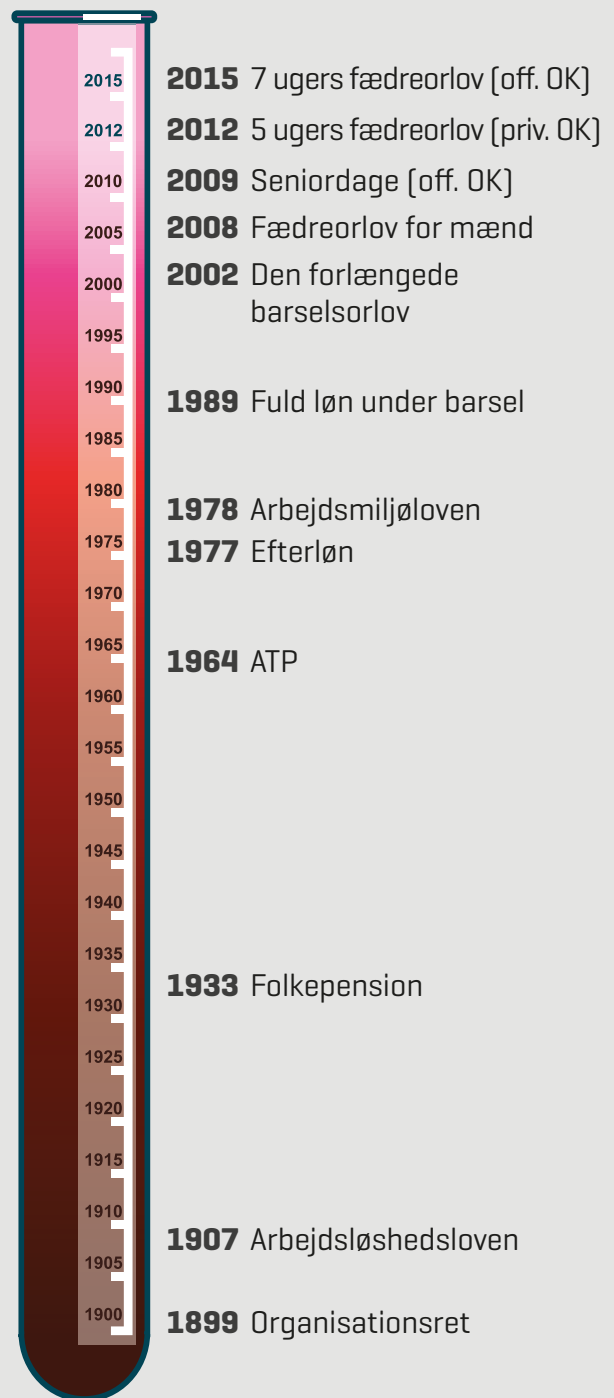 2015
2015 7 ugers fædreorlov (off. OK)
2012
2012 5 ugers fædreorlov (priv. OK)
2010
2009 Seniordage (off. OK)
2005
2008 Fædreorlov for mænd
2000
2002 Den forlængede
barselsorlov
1995
1990
1989 Fuld løn under barsel
1985
1980
1978 Arbejdsmiljøloven
1975
1977 Efterløn
1970
1965
1964 ATP
1960
1955
1950
1945
1940
1935
1933 Folkepension
1930
1925
1920
1915
1910
1907 Arbejdsløshedsloven
1905
1900
1899 Organisationsret